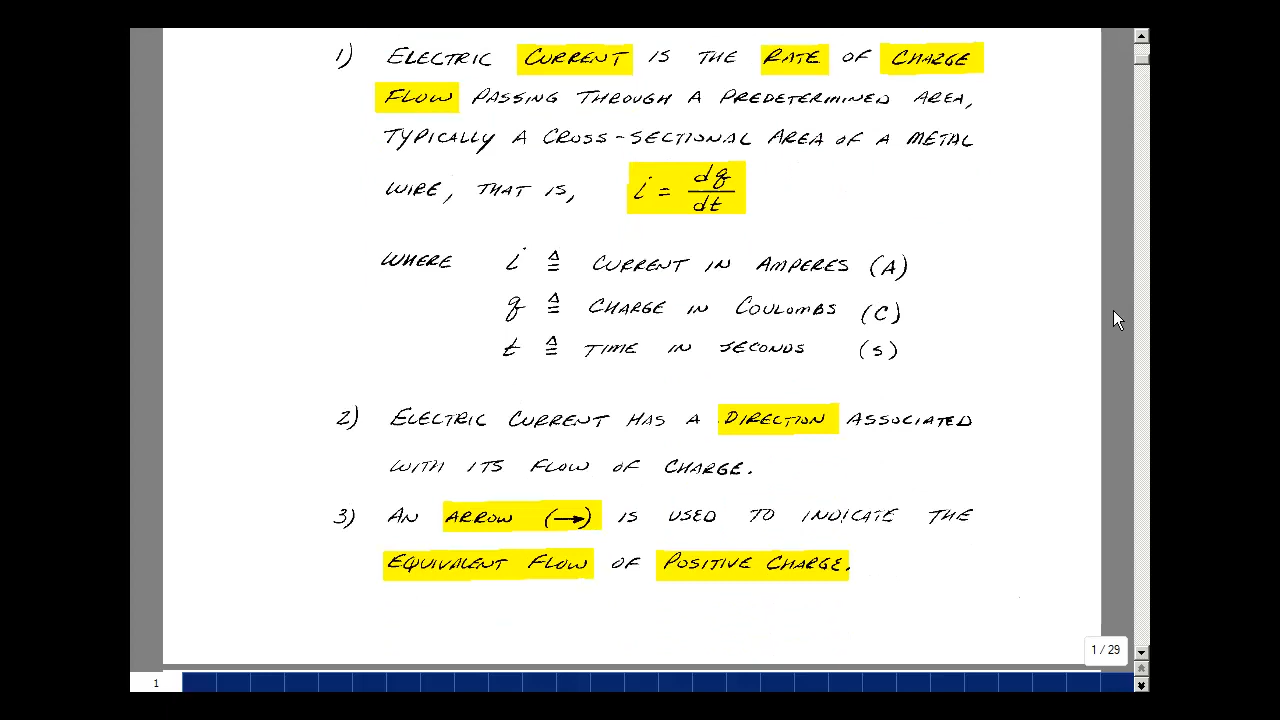 1) ELECTRIC CURRENT IS THE RATE OF CHARGE
FLOW PASSING THROUGH A PREDETERMINED AREA,
TYPICALLY A CROSS-SECTIONAL AREA OF A METAL
WIRE, THAT IS, i = dq/dt
WHERE i ≜ CURRENT IN AMPERES (A)
q ≜ CHARGE IN COULOMBS (C)
t ≜ TIME IN SECONDS (S)
2) ELECTRIC CURRENT HAS A DIRECTION ASSOCIATED
WITH ITS FLOW OF CHARGE.
3) AN ARROW (→) IS USED TO INDICATE THE
EQUIVALENT FLOW OF POSITIVE CHARGE.
1 / 29
1